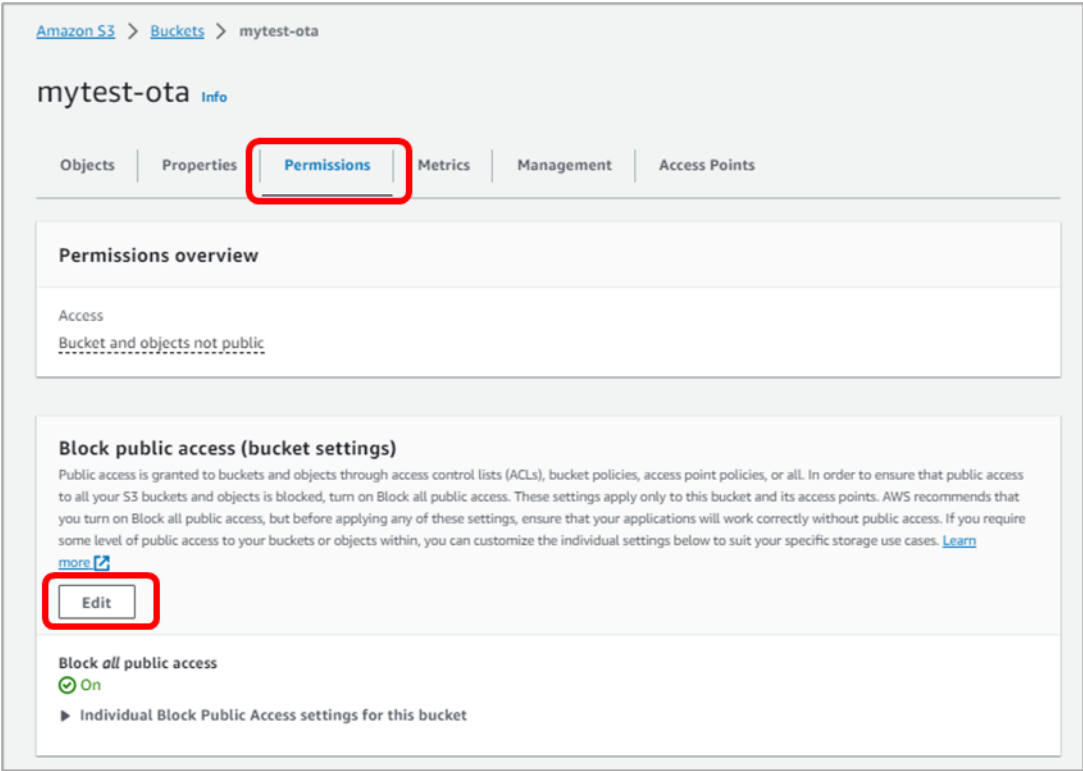 Amazon S3 > Buckets > mytest-ota
mytest-ota Info
Objects Properties Permissions Metrics Management Access Points
Permissions overview
Access
Bucket and objects not public
Block public access (bucket settings)
Public access is granted to buckets and objects through access control lists (ACLs), bucket policies, access point policies, or all. In order to ensure that public access
to all your S3 buckets and objects is blocked, turn on Block all public access. These settings apply only to this bucket and its access points. AWS recommends that
you turn on Block all public access, but before applying any of these settings, ensure that your applications will work correctly without public access. If you require
some level of public access to your buckets or objects within, you can customize the individual settings below to suit your specific storage use cases. Learn
more
Edit
Block all public access
On
Individual Block Public Access settings for this bucket